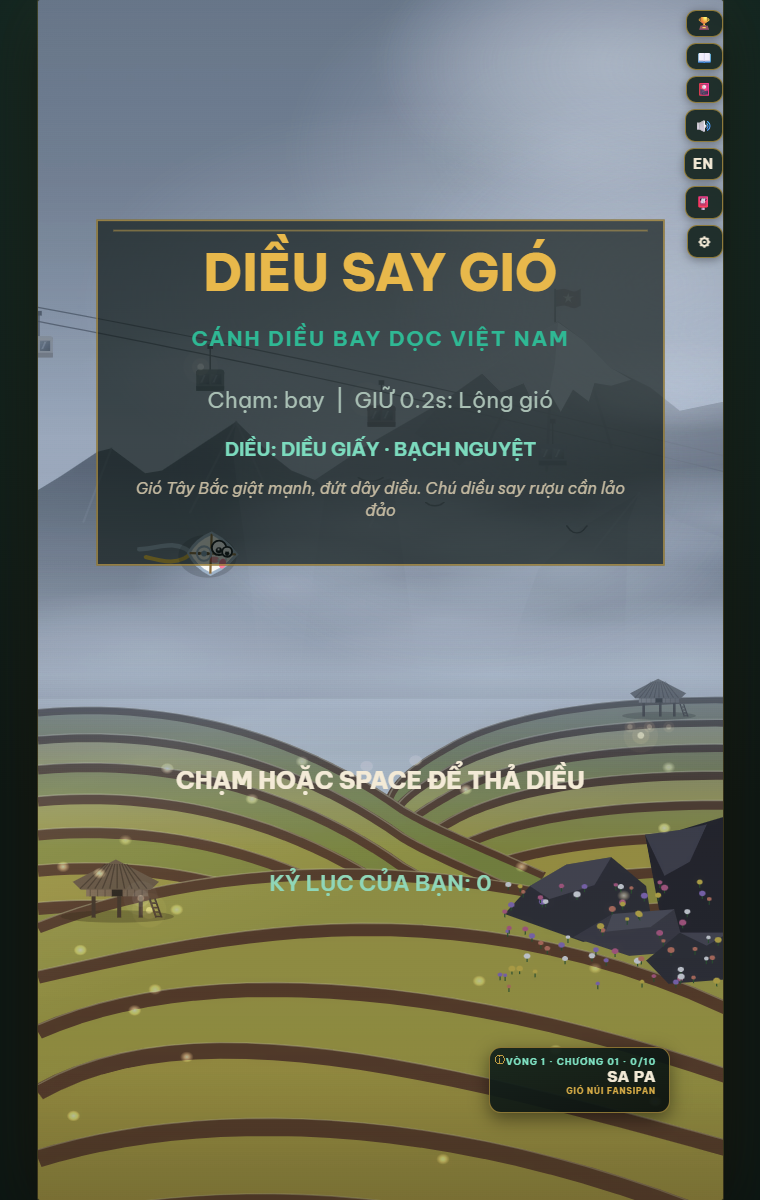 EN
DIỀU SAY GIÓ
CÁNH DIỀU BAY DỌC VIỆT NAM
Chạm: bay | GIỮ 0.2s: Lộng gió
DIỀU: DIỀU GIẤY · BẠCH NGUYỆT
Gió Tây Bắc giật mạnh, đứt dây diều. Chú diều say rượu cần lảo
đảo
CHẠM HOẶC SPACE ĐỂ THẢ DIỀU
KỶ LỤC CỦA BẠN: 0
VÒNG 1 · CHƯƠNG 01 · 0/10
SA PA
GIÓ NÚI FANSIPAN